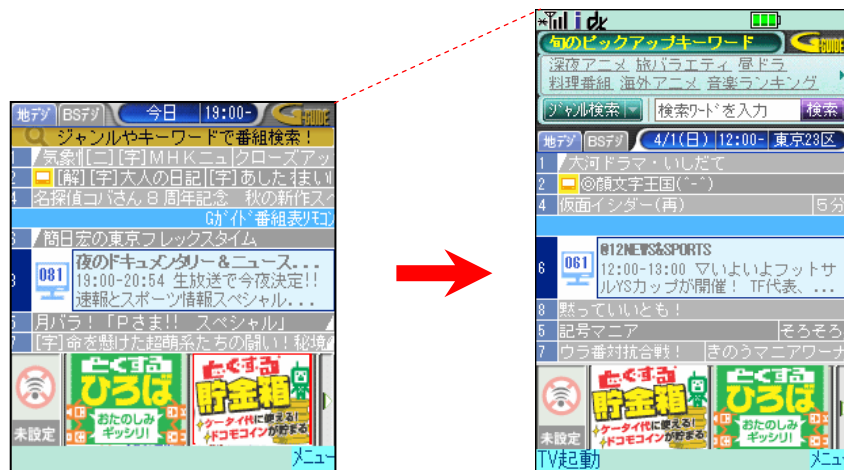 地デジ BSデジ 今日 19:00- G-GUIDE
ジャンルやキーワードで番組検索!
1 気象 [二][字]MHKニュ クローズアッ
2 [解][字]大人の日記 [字]あしたはまい
4 名探偵コバさん8周年記念 秋の新作スペ
Gガイド番組表リモコン
簡日宏の東京フレックスタイム
081 夜のドキュメンタリー&ニュース...
19:00-20:54 生放送で今夜決定!!
速報とスポーツ情報スペシャル...
5 月バラ!「Pさま!! スペシャル」
7 [字]命を懸けた超萌系たちの闘い!秘境
未設定
とくする
ひろば
おたのしみ
ギッシリ!
とくする
貯金箱
ケータイ代に使える!
ドコモコインが貯まる
メニュー
i dk
旬のピックアップキーワード G-GUIDE
深夜アニメ 旅バラエティ 昼ドラ
料理番組 海外アニメ 音楽ランキング
ジャンル検索 検索ワードを入力 検索
地デジ BSデジ 4/1(日) 12:00- 東京23区
1 大河ドラマ・いしだて
2 ◎顔文字王国(^-^)
4 仮面イシダー(再) 5分
6 061 @12NEWS&SPORTS
12:00-13:00 ▽いよいよフットサ
ルYSカップが開催! TF代表、...
8 黙っていいとも!
5 記号マニア そろそろ
7 ウラ番対抗合戦! きのうマニアワーナ
未設定
とくする
貯金箱
ケータイ代に使える!
ドコモコインが貯まる
とくする
ひろば
おたのしみ
ギッシリ!
TV起動 メニュー